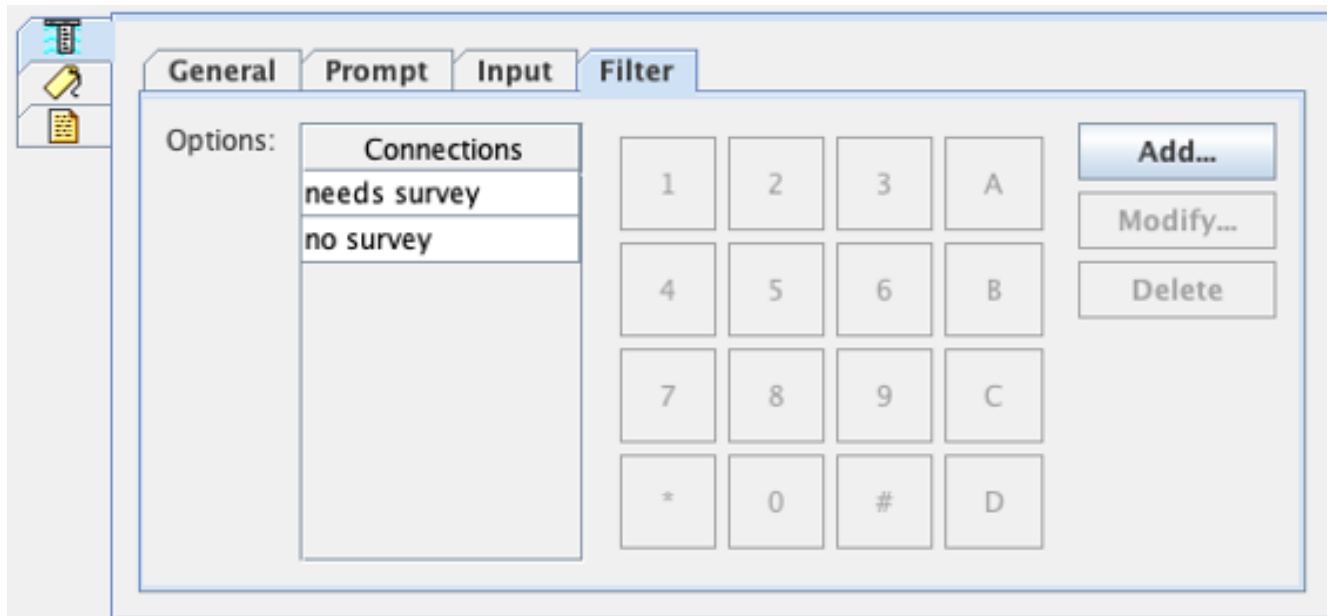 General Prompt Input Filter
Options:
Connections
needs survey
no survey
1 2 3 A
4 5 6 B
7 8 9 C
* 0 # D
Add...
Modify...
Delete